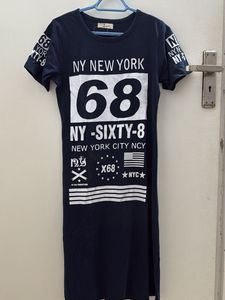 NY NEW YORK
68
NY -SIXTY-8
NEW YORK CITY NCY
X68
NYC